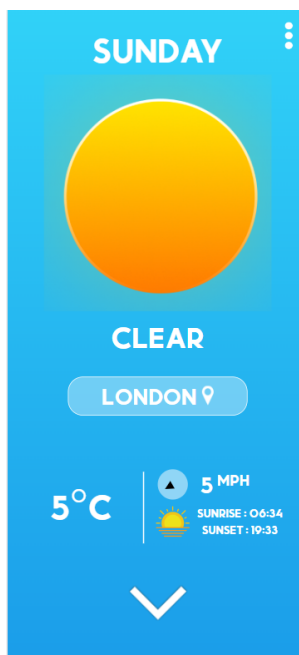 SUNDAY
CLEAR
LONDON
5°C
5 MPH
SUNRISE : 06:34
SUNSET : 19:33